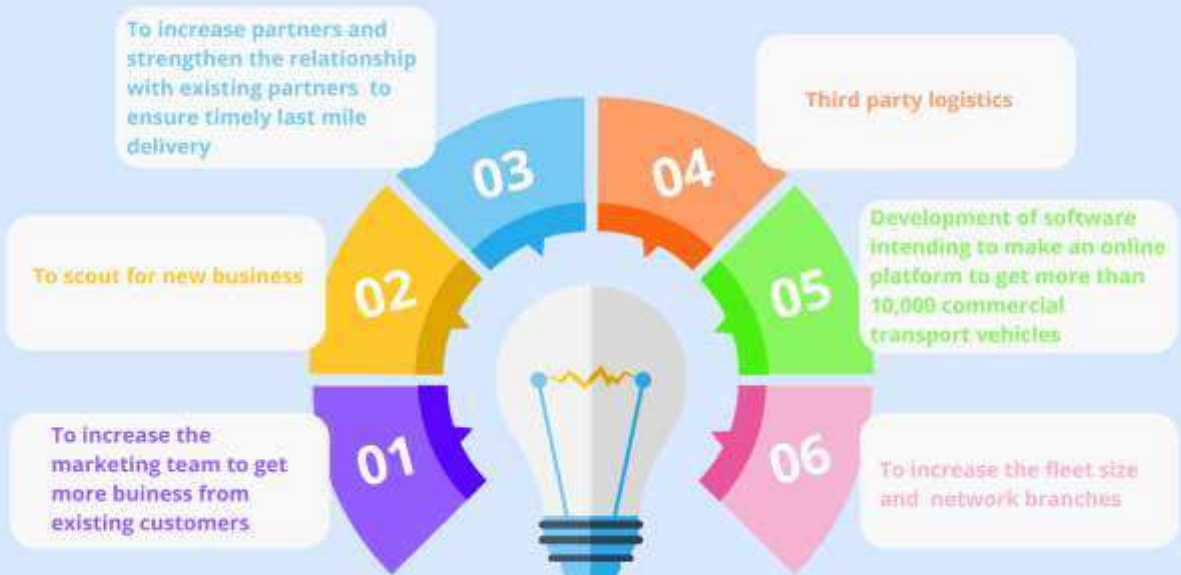 To increase partners and
strengthen the relationship
with existing partners to
ensure timely last mile
delivery
03
04
Third party logistics
To scout for new business
02
05
Development of software
intending to make an online
platform to get more than
10,000 commercial
transport vehicles
To increase the
marketing team to get
more buiness from
existing customers
01
06
To increase the fleet size
and network branches